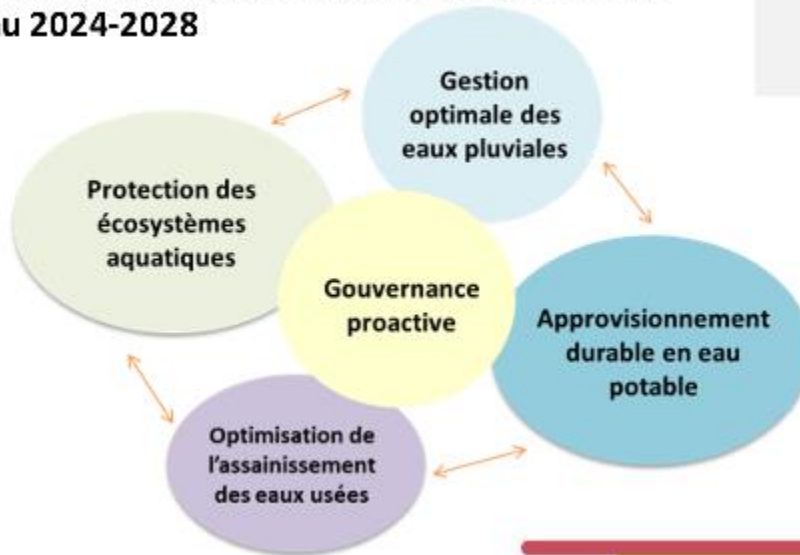 au 2024-2028
Gestion
optimale des
eaux pluviales
Protection des
écosystèmes
aquatiques
Gouvernance
proactive
Approvisionnement
durable en eau
potable
Optimisation de
l'assainissement
des eaux usées